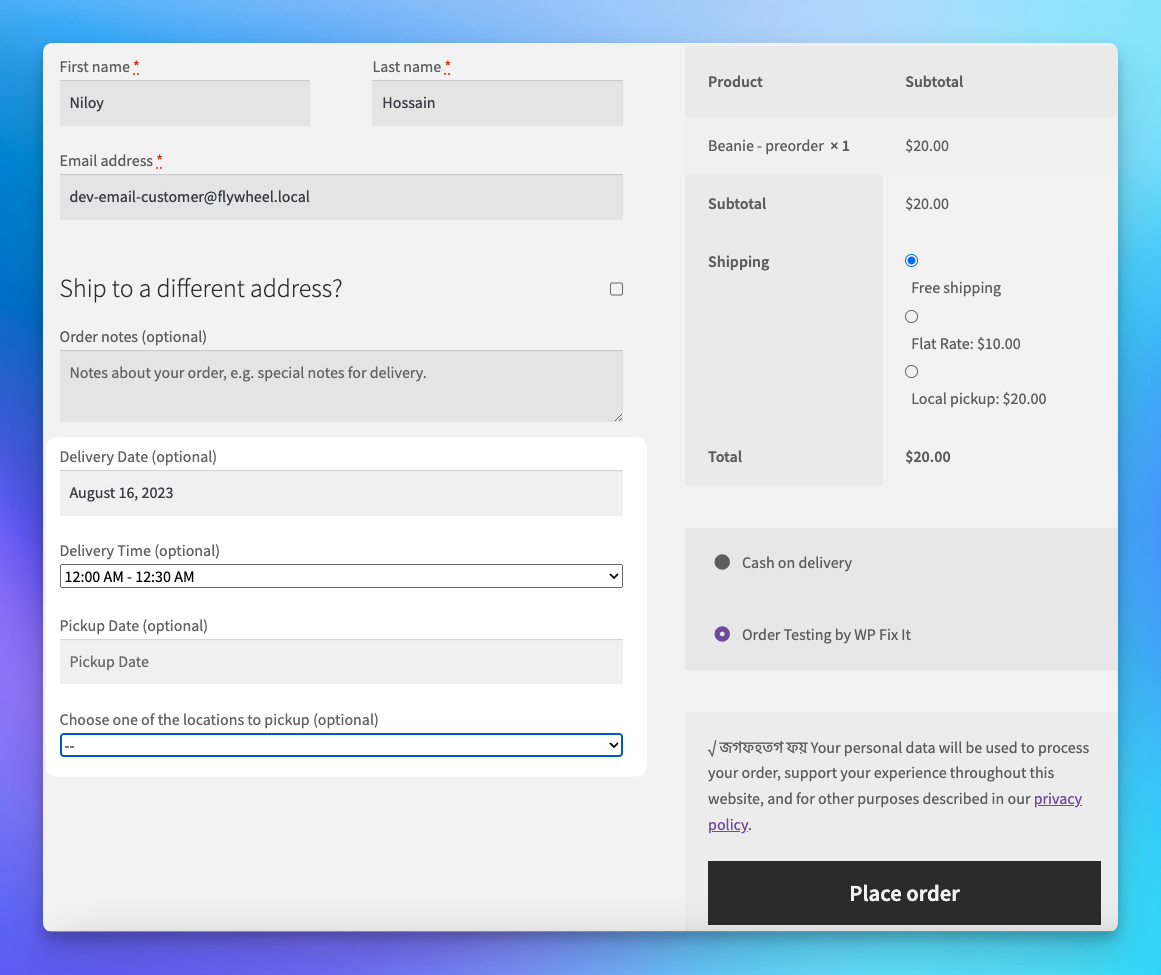 First name *
Last name *
Niloy
Hossain
Email address *
dev-email-customer@flywheel.local
Ship to a different address?
Order notes (optional)
Notes about your order, e.g. special notes for delivery.
Delivery Date (optional)
August 16, 2023
Delivery Time (optional)
12:00 AM - 12:30 AM
Pickup Date (optional)
Pickup Date
Choose one of the locations to pickup (optional)
--
Product Subtotal
Beanie - preorder × 1 $20.00
Subtotal $20.00
Shipping
Free shipping
Flat Rate: $10.00
Local pickup: $20.00
Total $20.00
Cash on delivery
Order Testing by WP Fix It
√ জগফহতগ ফয় Your personal data will be used to process
your order, support your experience throughout this
website, and for other purposes described in our privacy
policy.
Place order